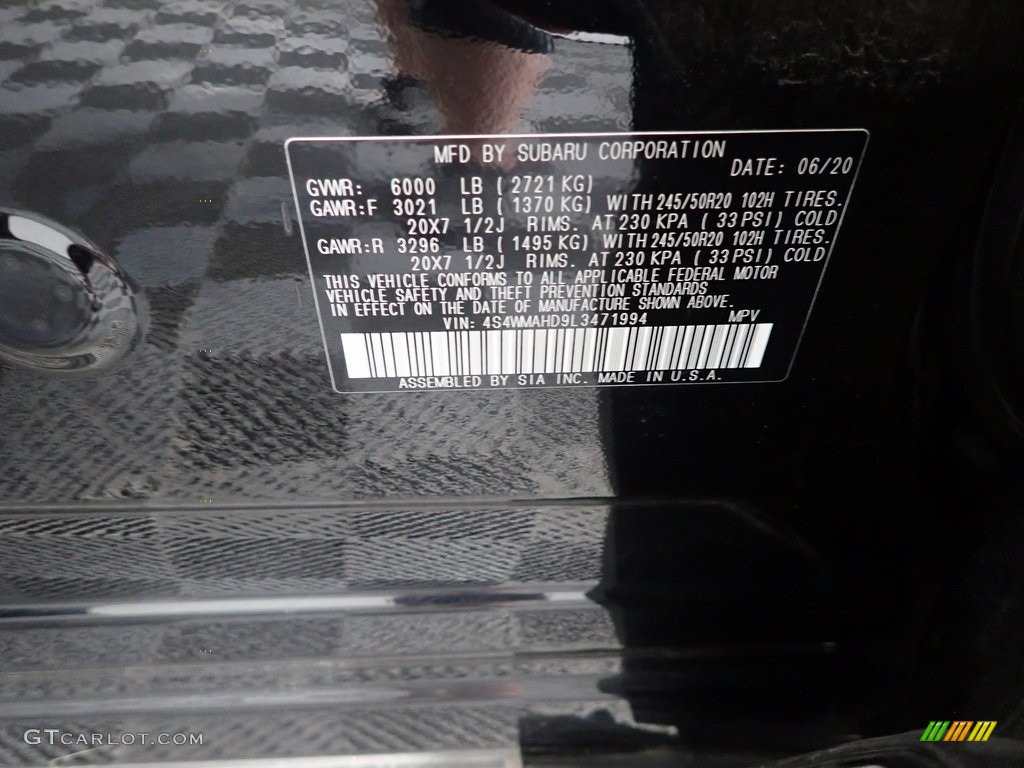 MFD BY SUBARU CORPORATION
DATE: 06/20
GVWR: 6000 LB (2721 KG)
GAWR:F 3021 LB (1370 KG) WITH 245/50R20 102H TIRES.
20X7 1/2J RIMS. AT 230 KPA (33 PSI) COLD
GAWR:R 3296 LB (1495 KG) WITH 245/50R20 102H TIRES.
20X7 1/2J RIMS. AT 230 KPA (33 PSI) COLD
THIS VEHICLE CONFORMS TO ALL APPLICABLE FEDERAL MOTOR
VEHICLE SAFETY AND THEFT PREVENTION STANDARDS
IN EFFECT ON THE DATE OF MANUFACTURE SHOWN ABOVE.
VIN: 4S4WMAHD9L3471994 MPV
ASSEMBLED BY SIA INC. MADE IN U.S.A.
GTCARLOT.COM